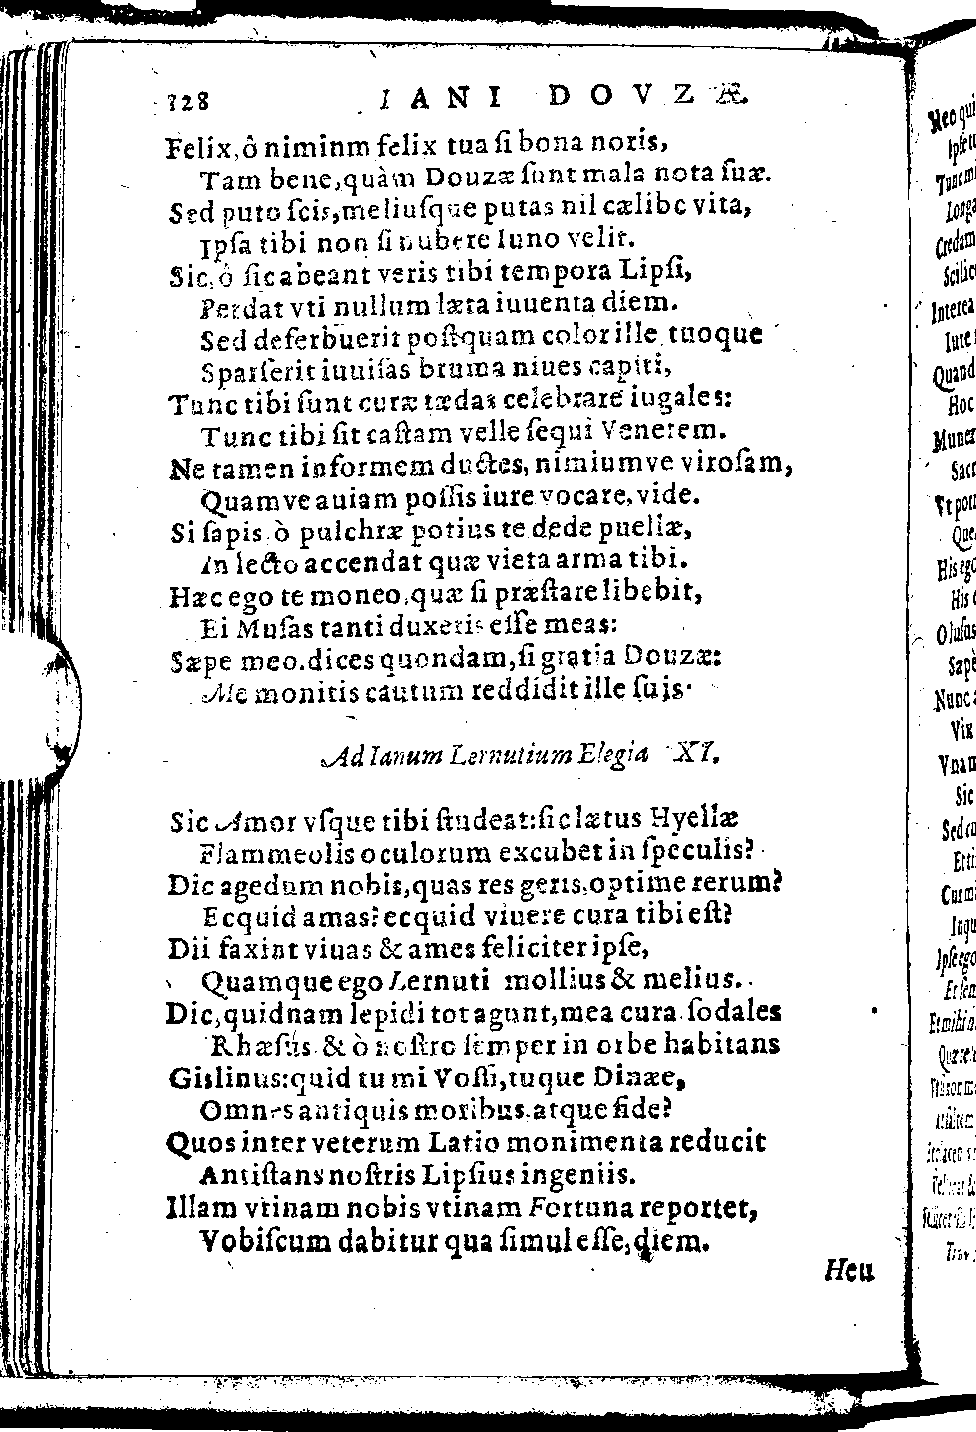 128 IANI DOVZÆ.
Felix, ô niminm felix tua ſi bona noris,
Tam bene, quàm Douzæ ſunt mala nota ſuæ.
Sed puto ſcis, meliuſque putas nil cælibe vita,
Ipſa tibi non ſi nubere Iuno velit.
Sic, ô ſic abeant veris tibi tempora Lipſi,
Perdat vti nullum læta iuuenta diem.
Sed deferbuerit poſtquam color ille, tuoque
Sparſerit iuuiſas bruma niues capiti,
Tunc tibi ſunt curæ tædas celebrare iugales:
Tunc tibi ſit caſtam velle ſequi Venerem.
Ne tamen informem ductes, nimiumve viroſam,
Quamve auiam poſſis iure vocare, vide.
Si ſapis ò pulchræ potius te dede puellæ,
In lecto accendat quæ vieta arma tibi.
Hæc ego te moneo, quæ ſi præſtare libebit,
Ei Muſas tanti duxeris eſſe meas:
Sæpe meo. dices quondam, ſi gratia Douzæ:
Me monitis cautum reddidit ille ſuis.
Ad Ianum Lernutium Elegia XI.
Sic Amor vſque tibi ſtudeat: ſic lætus Hyellæ
Flammeolis oculorum excubet in ſpeculis?
Dic agedum nobis, quas res geris, optime rerum?
Ecquid amas? ecquid viuere cura tibi eſt?
Dii faxint viuas & ames feliciter ipſe,
Quamque ego Lernuti mollius & melius.
Dic, quidnam lepidi tot agunt, mea cura ſodales
Rhæſus & ò noſtro ſemper in orbe habitans
Giſlinus: quid tu mi Voſſi, tuque Dinæe,
Omnes antiquis moribus atque fide?
Quos inter veterum Latio monimenta reducit
Antiſtans noſtris Lipſius ingeniis.
Illam vtinam nobis vtinam Fortuna reportet,
Vobiſcum dabitur qua ſimul eſſe, diem.
Heu